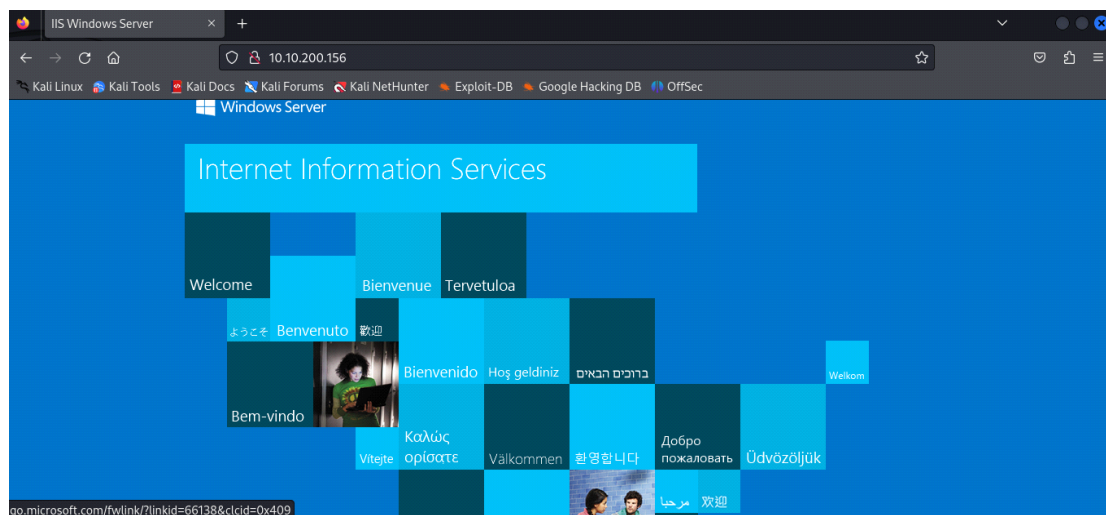 IIS Windows Server
10.10.200.156
Kali Linux Kali Tools Kali Docs Kali Forums Kali NetHunter Exploit-DB Google Hacking DB OffSec
Windows Server
Internet Information Services
Welcome Bienvenue Tervetuloa
ようこそ Benvenuto 歡迎
Bienvenido Hoş geldiniz ברוכים הבאים Welkom
Bem-vindo
Vítejte Καλώς ορίσατε Välkommen 환영합니다 Добро пожаловать Üdvözöljük
مرحبا 欢迎
go.microsoft.com/fwlink/?linkid=66138&clcid=0x409